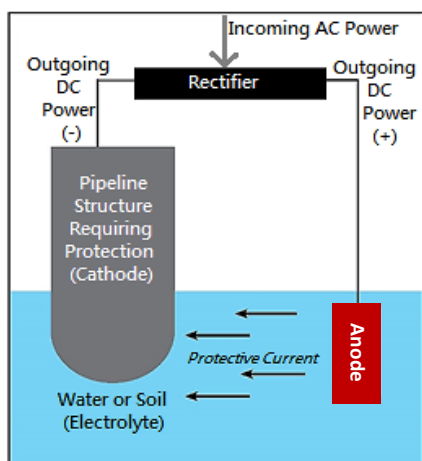 Incoming AC Power
Outgoing
DC
Power
(-)
Rectifier
Outgoing
DC
Power
(+)
Pipeline
Structure
Requiring
Protection
(Cathode)
Protective Current
Anode
Water or Soil
(Electrolyte)